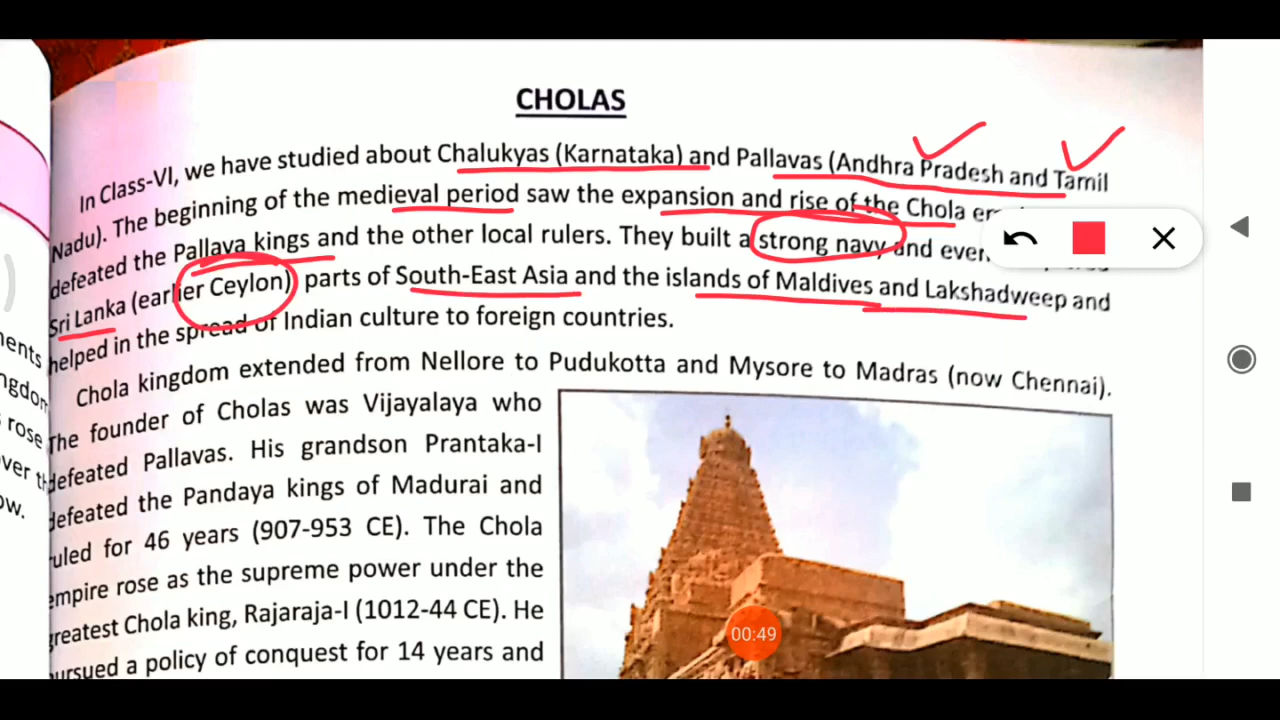 CHOLAS
In Class-VI, we have studied about Chalukyas (Karnataka) and Pallavas (Andhra Pradesh and Tamil
Nadu). The beginning of the medieval period saw the expansion and rise of the Chola
defeated the Pallava kings and the other local rulers. They built a strong navy and even
Sri Lanka (earlier Ceylon) parts of South-East Asia and the islands of Maldives and Lakshadweep and
helped in the spread of Indian culture to foreign countries.
Chola kingdom extended from Nellore to Pudukotta and Mysore to Madras (now Chennai).
The founder of Cholas was Vijayalaya who
defeated Pallavas. His grandson Prantaka-I
defeated the Pandaya kings of Madurai and
ruled for 46 years (907-953 CE). The Chola
empire rose as the supreme power under the
greatest Chola king, Rajaraja-I (1012-44 CE). He
pursued a policy of conquest for 14 years and
rose
00:49